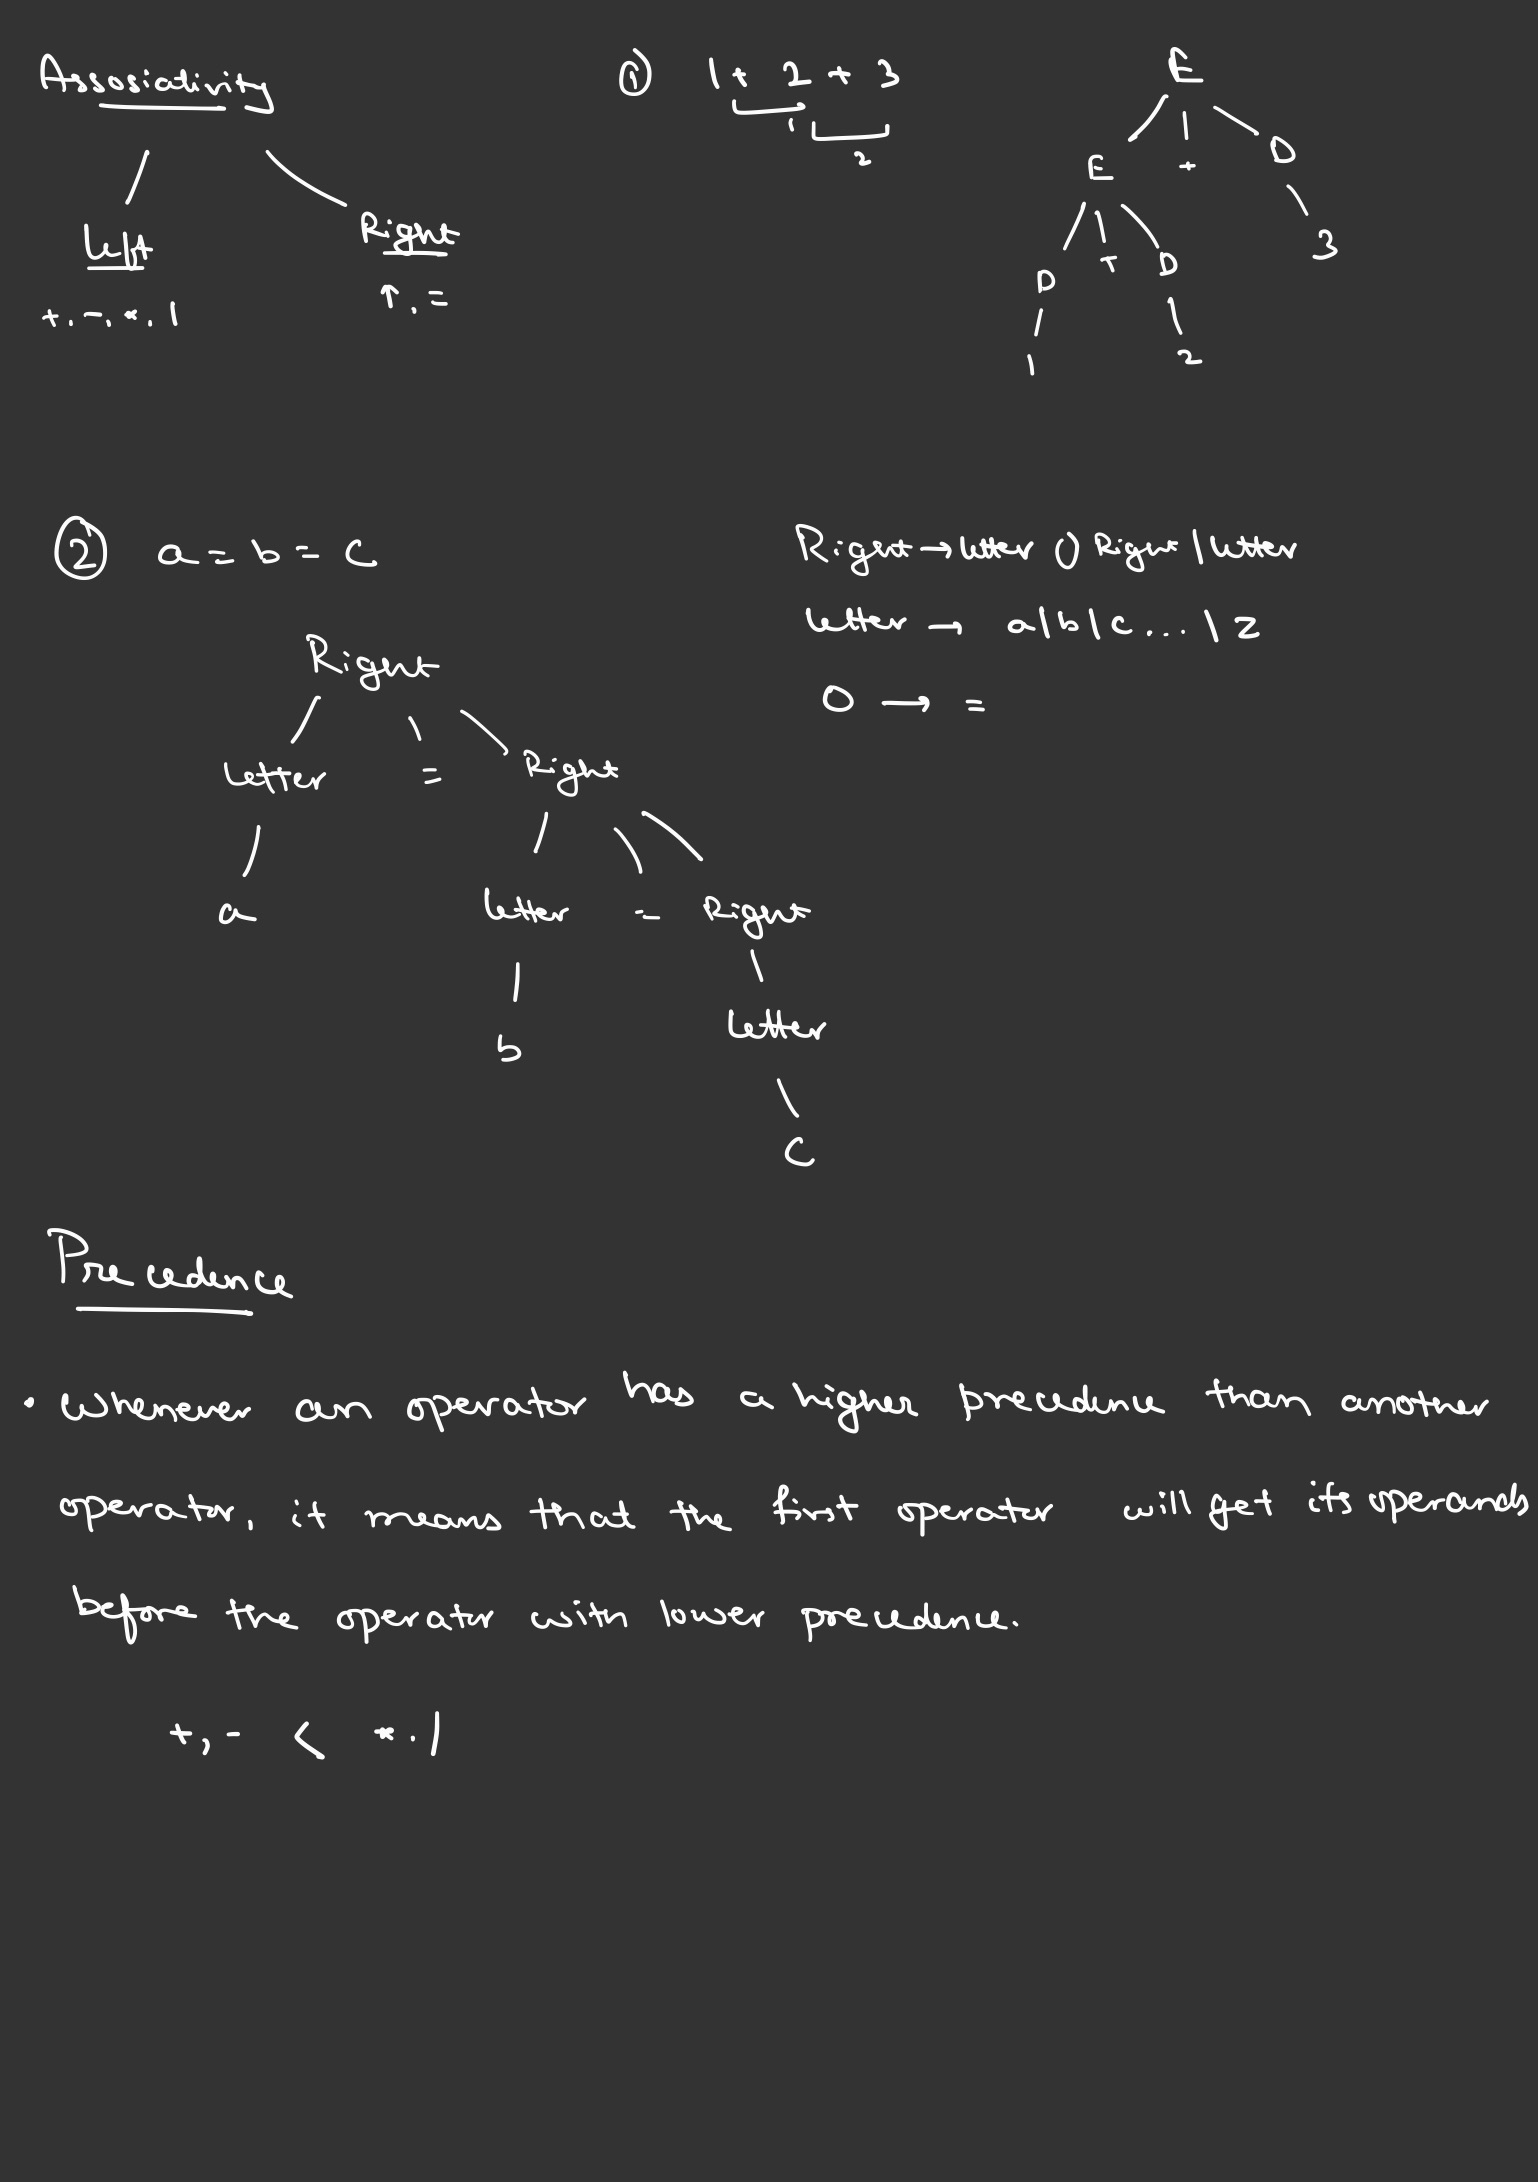 Assosiativity
Left
Right
+, -, *, /
↑, =
① 1 + 2 + 3
1
2
E
E + D
D + D 3
1 2
② a = b = c
Right → letter O Right / letter
letter → a/b/c... / z
O → =
Right
letter = Right
a letter = Right
b letter
c
Precedence
• Whenever an operator has a higher precedence than another
operator, it means that the first operator will get its operands
before the operator with lower precedence.
+, - < *, /